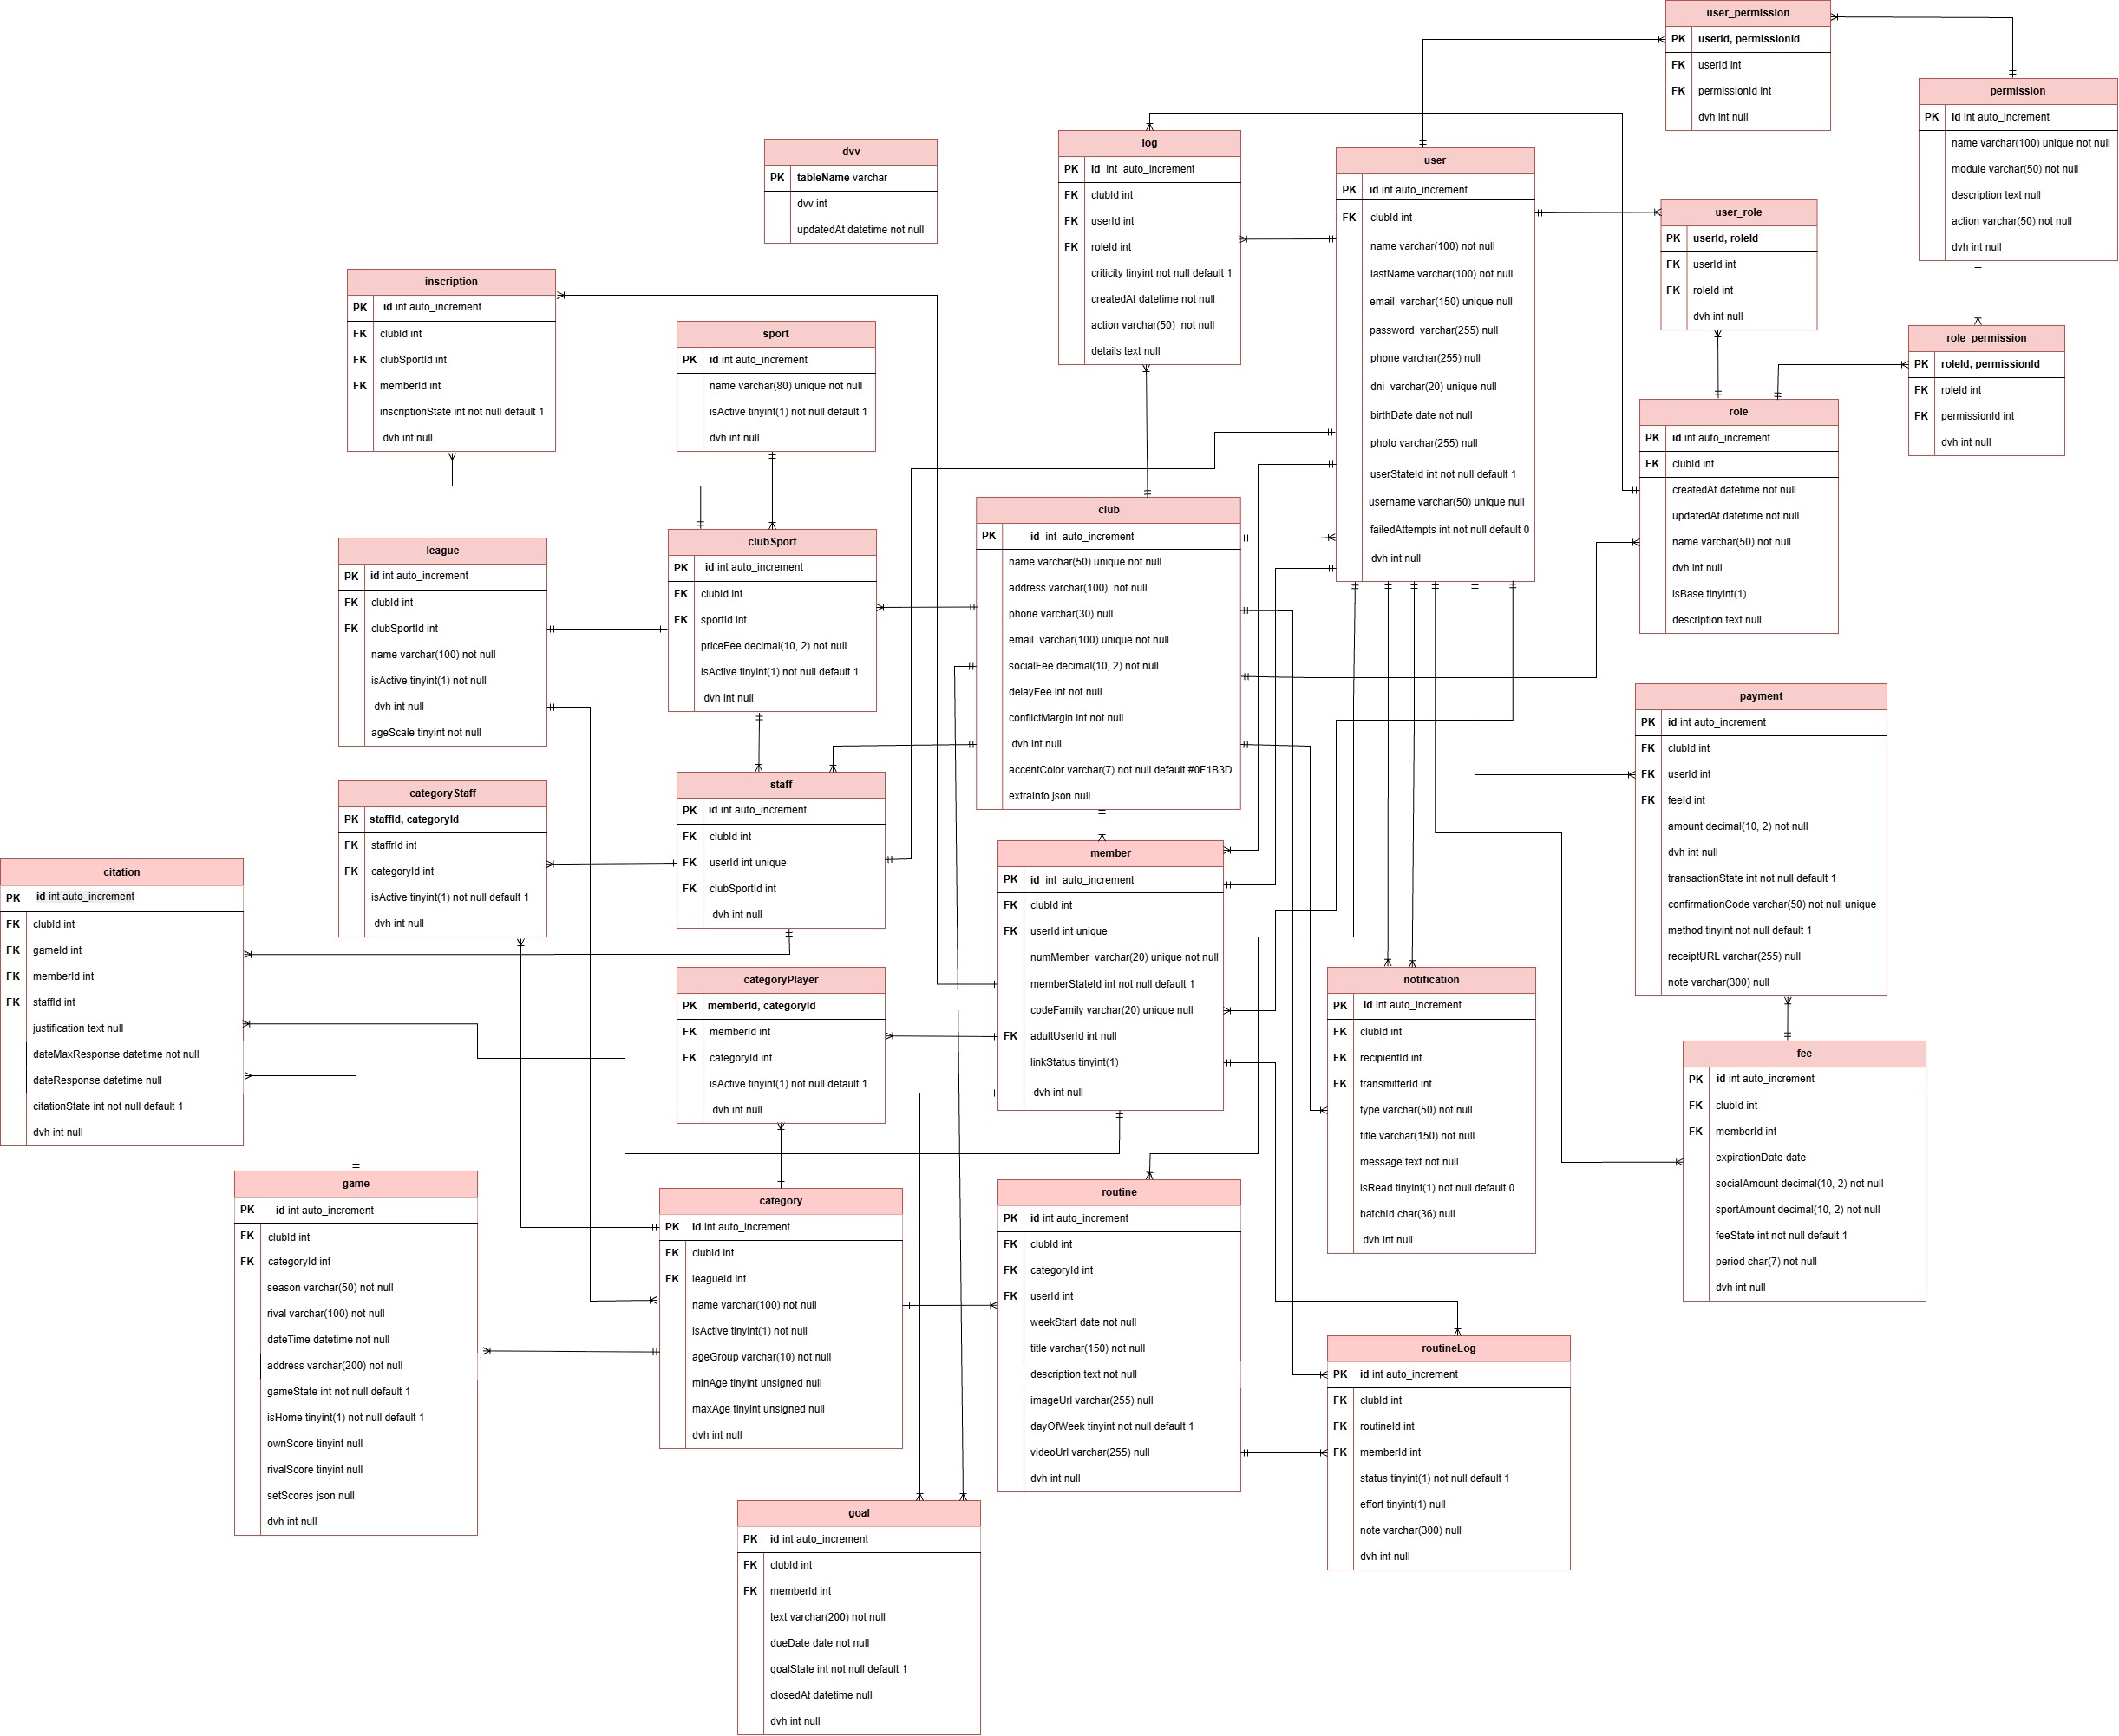 user_permission
PK userId, permissionId
FK userId int
FK permissionId int
dvh int null
permission
PK id int auto_increment
name varchar(100) unique not null
module varchar(50) not null
description text null
action varchar(50) not null
dvh int null
log
PK id int auto_increment
FK clubId int
FK userId int
FK roleId int
criticity tinyint not null default 1
createdAt datetime not null
action varchar(50) not null
details text null
dvv
PK tableName varchar
dvv int
updatedAt datetime not null
user
PK id int auto_increment
FK clubId int
name varchar(100) not null
lastName varchar(100) not null
email varchar(150) unique null
password varchar(255) null
phone varchar(255) null
dni varchar(20) unique null
birthDate date not null
photo varchar(255) null
userStateId int not null default 1
username varchar(50) unique null
failedAttempts int not null default 0
dvh int null
user_role
PK userId, roleId
FK userId int
FK roleId int
dvh int null
inscription
PK id int auto_increment
FK clubId int
FK clubSportId int
FK memberId int
inscriptionState int not null default 1
dvh int null
sport
PK id int auto_increment
name varchar(80) unique not null
isActive tinyint(1) not null default 1
dvh int null
role_permission
PK roleId, permissionId
FK roleId int
FK permissionId int
dvh int null
role
PK id int auto_increment
FK clubId int
createdAt datetime not null
updatedAt datetime not null
name varchar(50) not null
dvh int null
isBase tinyint(1)
description text null
club
PK id int auto_increment
name varchar(50) unique not null
address varchar(100) not null
phone varchar(30) null
email varchar(100) unique not null
socialFee decimal(10, 2) not null
delayFee int not null
conflictMargin int not null
dvh int null
accentColor varchar(7) not null default #0F1B3D
extraInfo json null
clubSport
PK id int auto_increment
FK clubId int
FK sportId int
priceFee decimal(10, 2) not null
isActive tinyint(1) not null default 1
dvh int null
league
PK id int auto_increment
FK clubId int
FK clubSportId int
name varchar(100) not null
isActive tinyint(1) not null
dvh int null
ageScale tinyint not null
payment
PK id int auto_increment
FK clubId int
FK userId int
FK feeId int
amount decimal(10, 2) not null
dvh int null
transactionState int not null default 1
confirmationCode varchar(50) not null unique
method tinyint not null default 1
receiptURL varchar(255) null
note varchar(300) null
staff
PK id int auto_increment
FK clubId int
FK userId int unique
FK clubSportId int
dvh int null
categoryStaff
PK staffId, categoryId
FK staffrId int
FK categoryId int
isActive tinyint(1) not null default 1
dvh int null
member
PK id int auto_increment
FK clubId int
FK userId int unique
numMember varchar(20) unique not null
memberStateId int not null default 1
codeFamily varchar(20) unique null
FK adultUserId int null
linkStatus tinyint(1)
dvh int null
citation
PK id int auto_increment
FK clubId int
FK gameId int
FK memberId int
FK staffId int
justification text null
dateMaxResponse datetime not null
dateResponse datetime null
citationState int not null default 1
dvh int null
categoryPlayer
PK memberId, categoryId
FK memberId int
FK categoryId int
isActive tinyint(1) not null default 1
dvh int null
notification
PK id int auto_increment
FK clubId int
FK recipientId int
FK transmitterId int
type varchar(50) not null
title varchar(150) not null
message text not null
isRead tinyint(1) not null default 0
batchId char(36) null
dvh int null
fee
PK id int auto_increment
FK clubId int
FK memberId int
expirationDate date
socialAmount decimal(10, 2) not null
sportAmount decimal(10, 2) not null
feeState int not null default 1
period char(7) not null
dvh int null
game
PK id int auto_increment
FK clubId int
FK categoryId int
season varchar(50) not null
rival varchar(100) not null
dateTime datetime not null
address varchar(200) not null
gameState int not null default 1
isHome tinyint(1) not null default 1
ownScore tinyint null
rivalScore tinyint null
setScores json null
dvh int null
category
PK id int auto_increment
FK clubId int
FK leagueId int
name varchar(100) not null
isActive tinyint(1) not null
ageGroup varchar(10) not null
minAge tinyint unsigned null
maxAge tinyint unsigned null
dvh int null
routine
PK id int auto_increment
FK clubId int
FK categoryId int
FK userId int
weekStart date not null
title varchar(150) not null
description text not null
imageUrl varchar(255) null
dayOfWeek tinyint not null default 1
videoUrl varchar(255) null
dvh int null
routineLog
PK id int auto_increment
FK clubId int
FK routineId int
FK memberId int
status tinyint(1) not null default 1
effort tinyint(1) null
note varchar(300) null
dvh int null
goal
PK id int auto_increment
FK clubId int
FK memberId int
text varchar(200) not null
dueDate date not null
goalState int not null default 1
closedAt datetime null
dvh int null